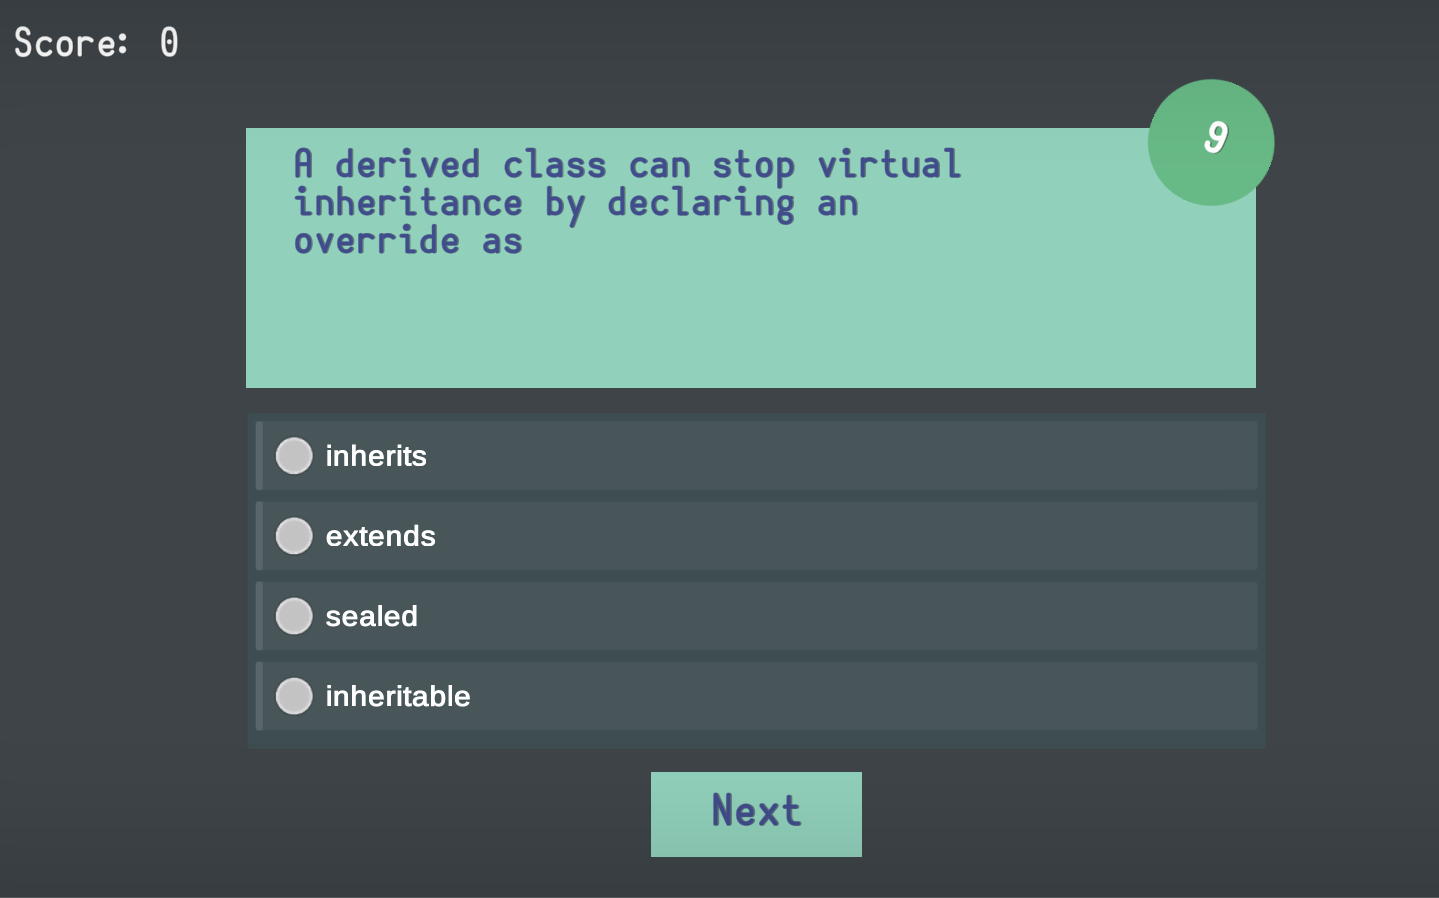 Score: 0
9
A derived class can stop virtual
inheritance by declaring an
override as
inherits
extends
sealed
inheritable
Next